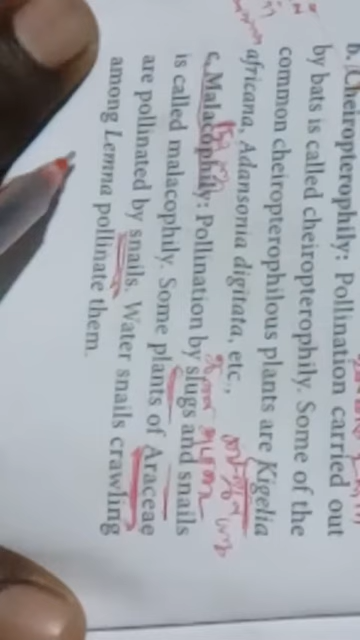 b. Cheiropterophily: Pollination carried out
by bats is called cheiropterophily. Some of the
common cheiropterophilous plants are Kigelia
africana, Adansonia digitata, etc.,
c. Malacophily: Pollination by slugs and snails
is called malacophily. Some plants of Araceae
are pollinated by snails. Water snails crawling
among Lemna pollinate them.